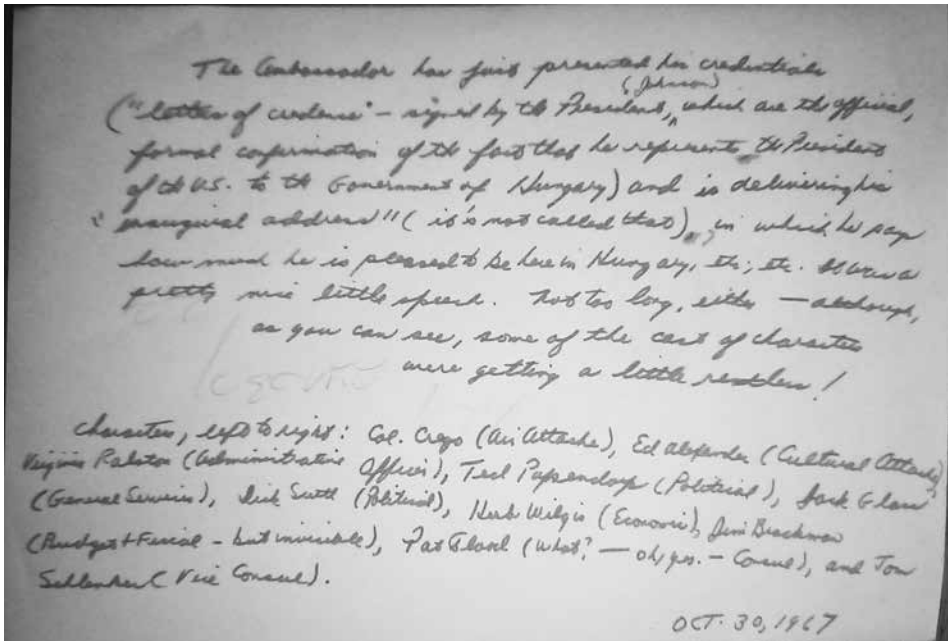 The Ambassador has just presented his credentials
(Johnson)
("letters of credence" - signed by the President, which are the official,
formal confirmation of the fact that he represents the President
of the U.S. to the Government of Hungary) and is delivering his
"inaugural address" (it's not called that), in which he says
how much he is pleased to be here in Hungary, etc., etc. It was a
pretty nice little speech. Not too long, either — although,
as you can see, some of the cast of characters
were getting a little restless!
Characters, left to right: Col. Crego (Air Attache), Ed Alexander (Cultural Attache),
Virginia Ralston (Administrative Officer), Ted Papendorp (Political), Jack
(General Services), Dick (Political), Herb Wilgis (Economic), Jim
(Budget & Fiscal - but invisible), Pat (What? — oh, yes. - Consul), and Tom
(Vice Consul).
OCT. 30, 1967